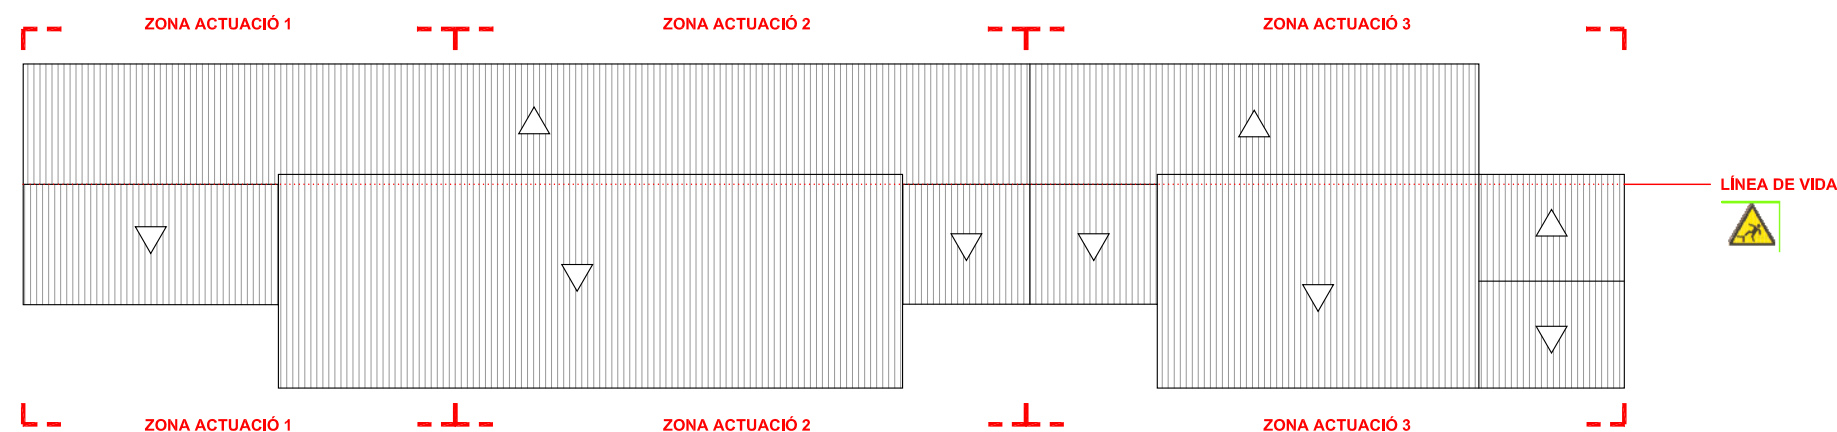 ZONA ACTUACIÓ 1
ZONA ACTUACIÓ 2
ZONA ACTUACIÓ 3
LÍNEA DE VIDA
ZONA ACTUACIÓ 1
ZONA ACTUACIÓ 2
ZONA ACTUACIÓ 3